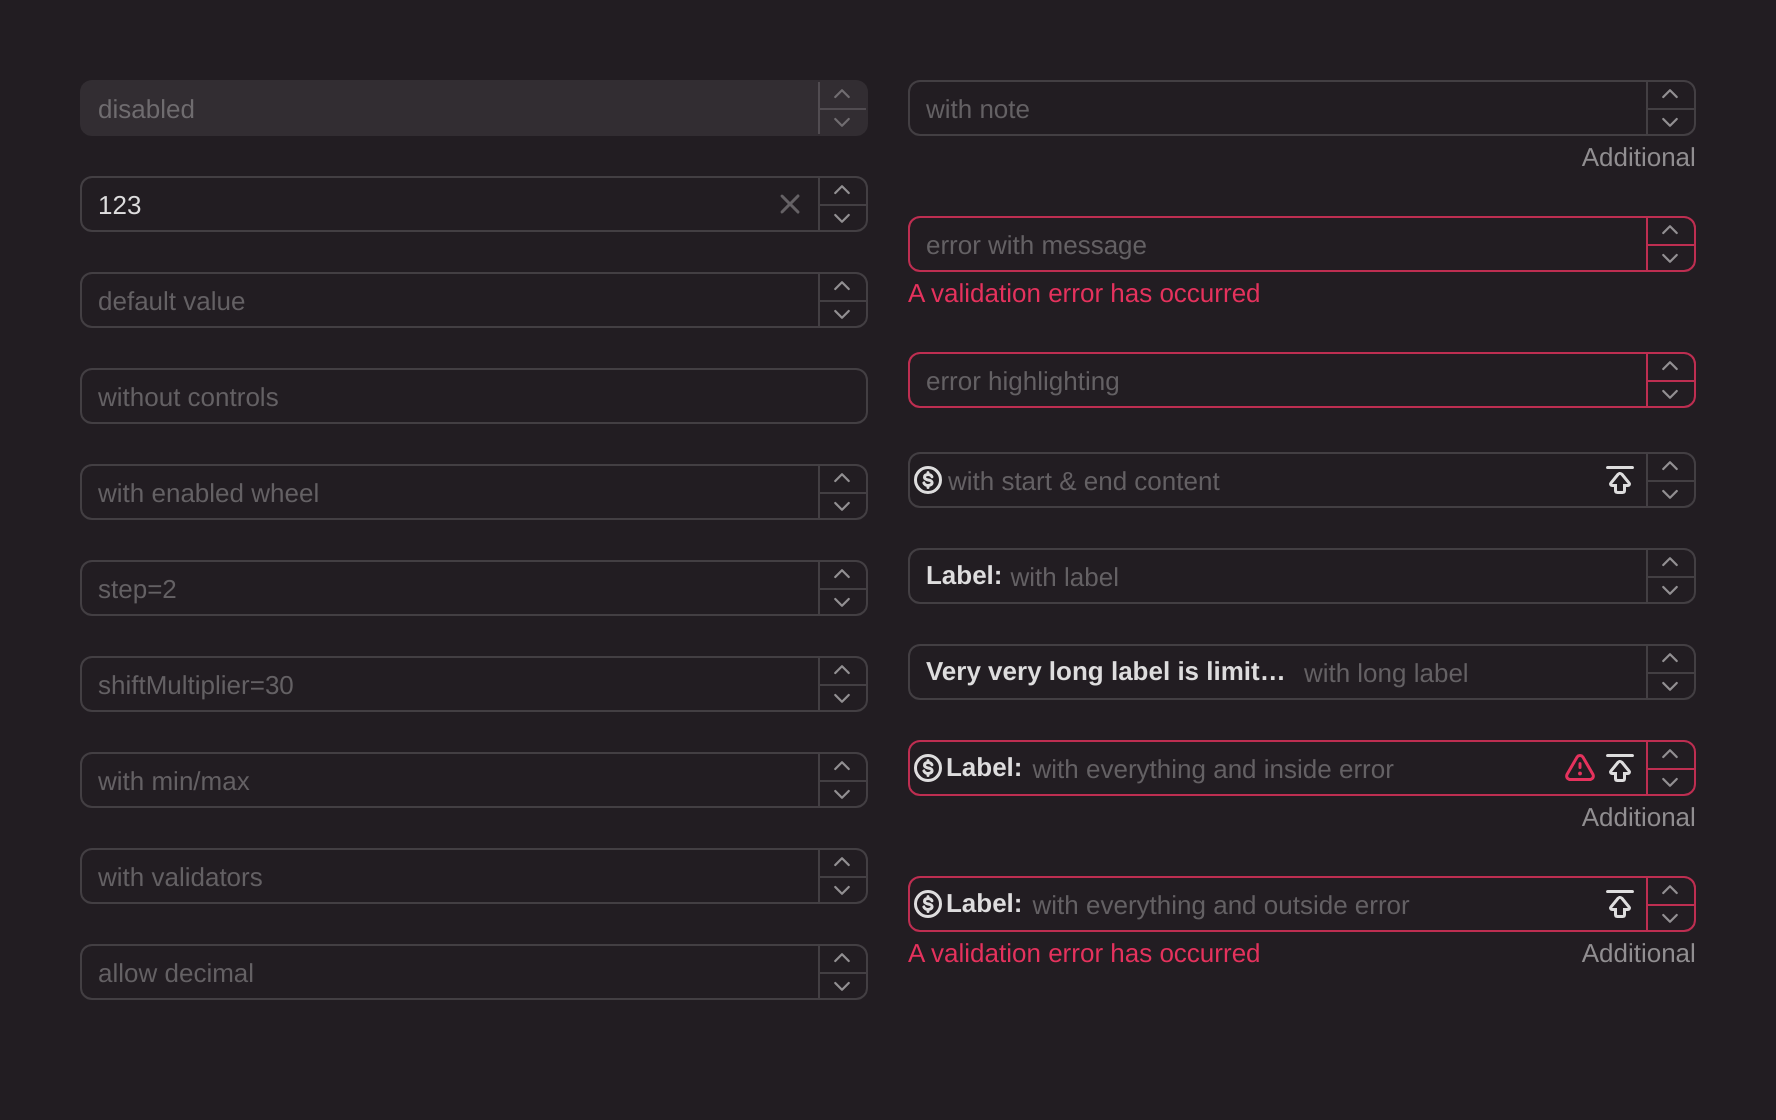 disabled
123
default value
without controls
with enabled wheel
step=2
shiftMultiplier=30
with min/max
with validators
allow decimal
with note
Additional
error with message
A validation error has occurred
error highlighting
with start & end content
Label: with label
Very very long label is limit… with long label
Label: with everything and inside error
Additional
Label: with everything and outside error
A validation error has occurred Additional